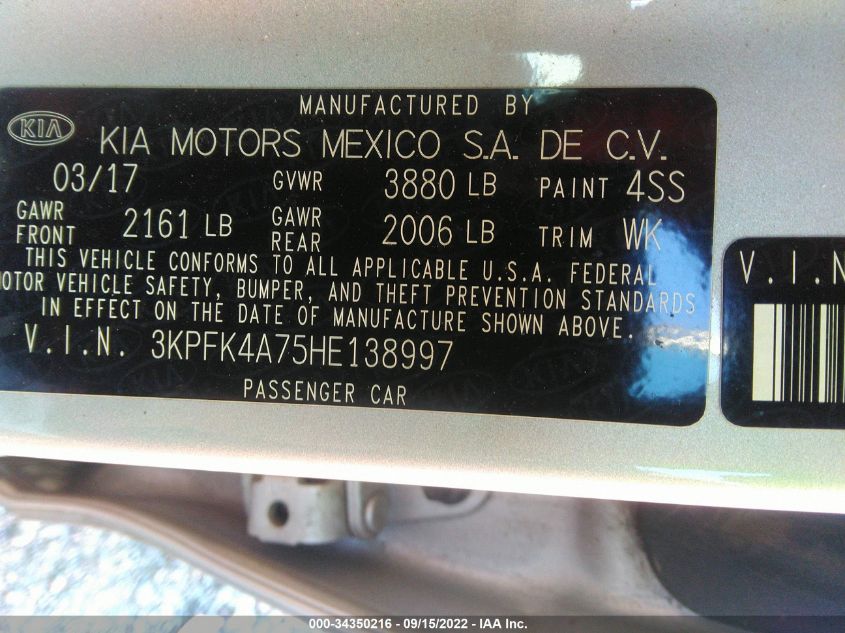 MANUFACTURED BY
KIA KIA MOTORS MEXICO S.A. DE C.V.
03/17 GVWR 3880 LB PAINT 4SS
GAWR FRONT 2161 LB GAWR REAR 2006 LB TRIM WK
THIS VEHICLE CONFORMS TO ALL APPLICABLE U.S.A. FEDERAL
MOTOR VEHICLE SAFETY, BUMPER, AND THEFT PREVENTION STANDARDS
IN EFFECT ON THE DATE OF MANUFACTURE SHOWN ABOVE.
V.I.N. 3KPFK4A75HE138997
PASSENGER CAR
V.I.N
000-34350216 - 09/15/2022 - IAA Inc.